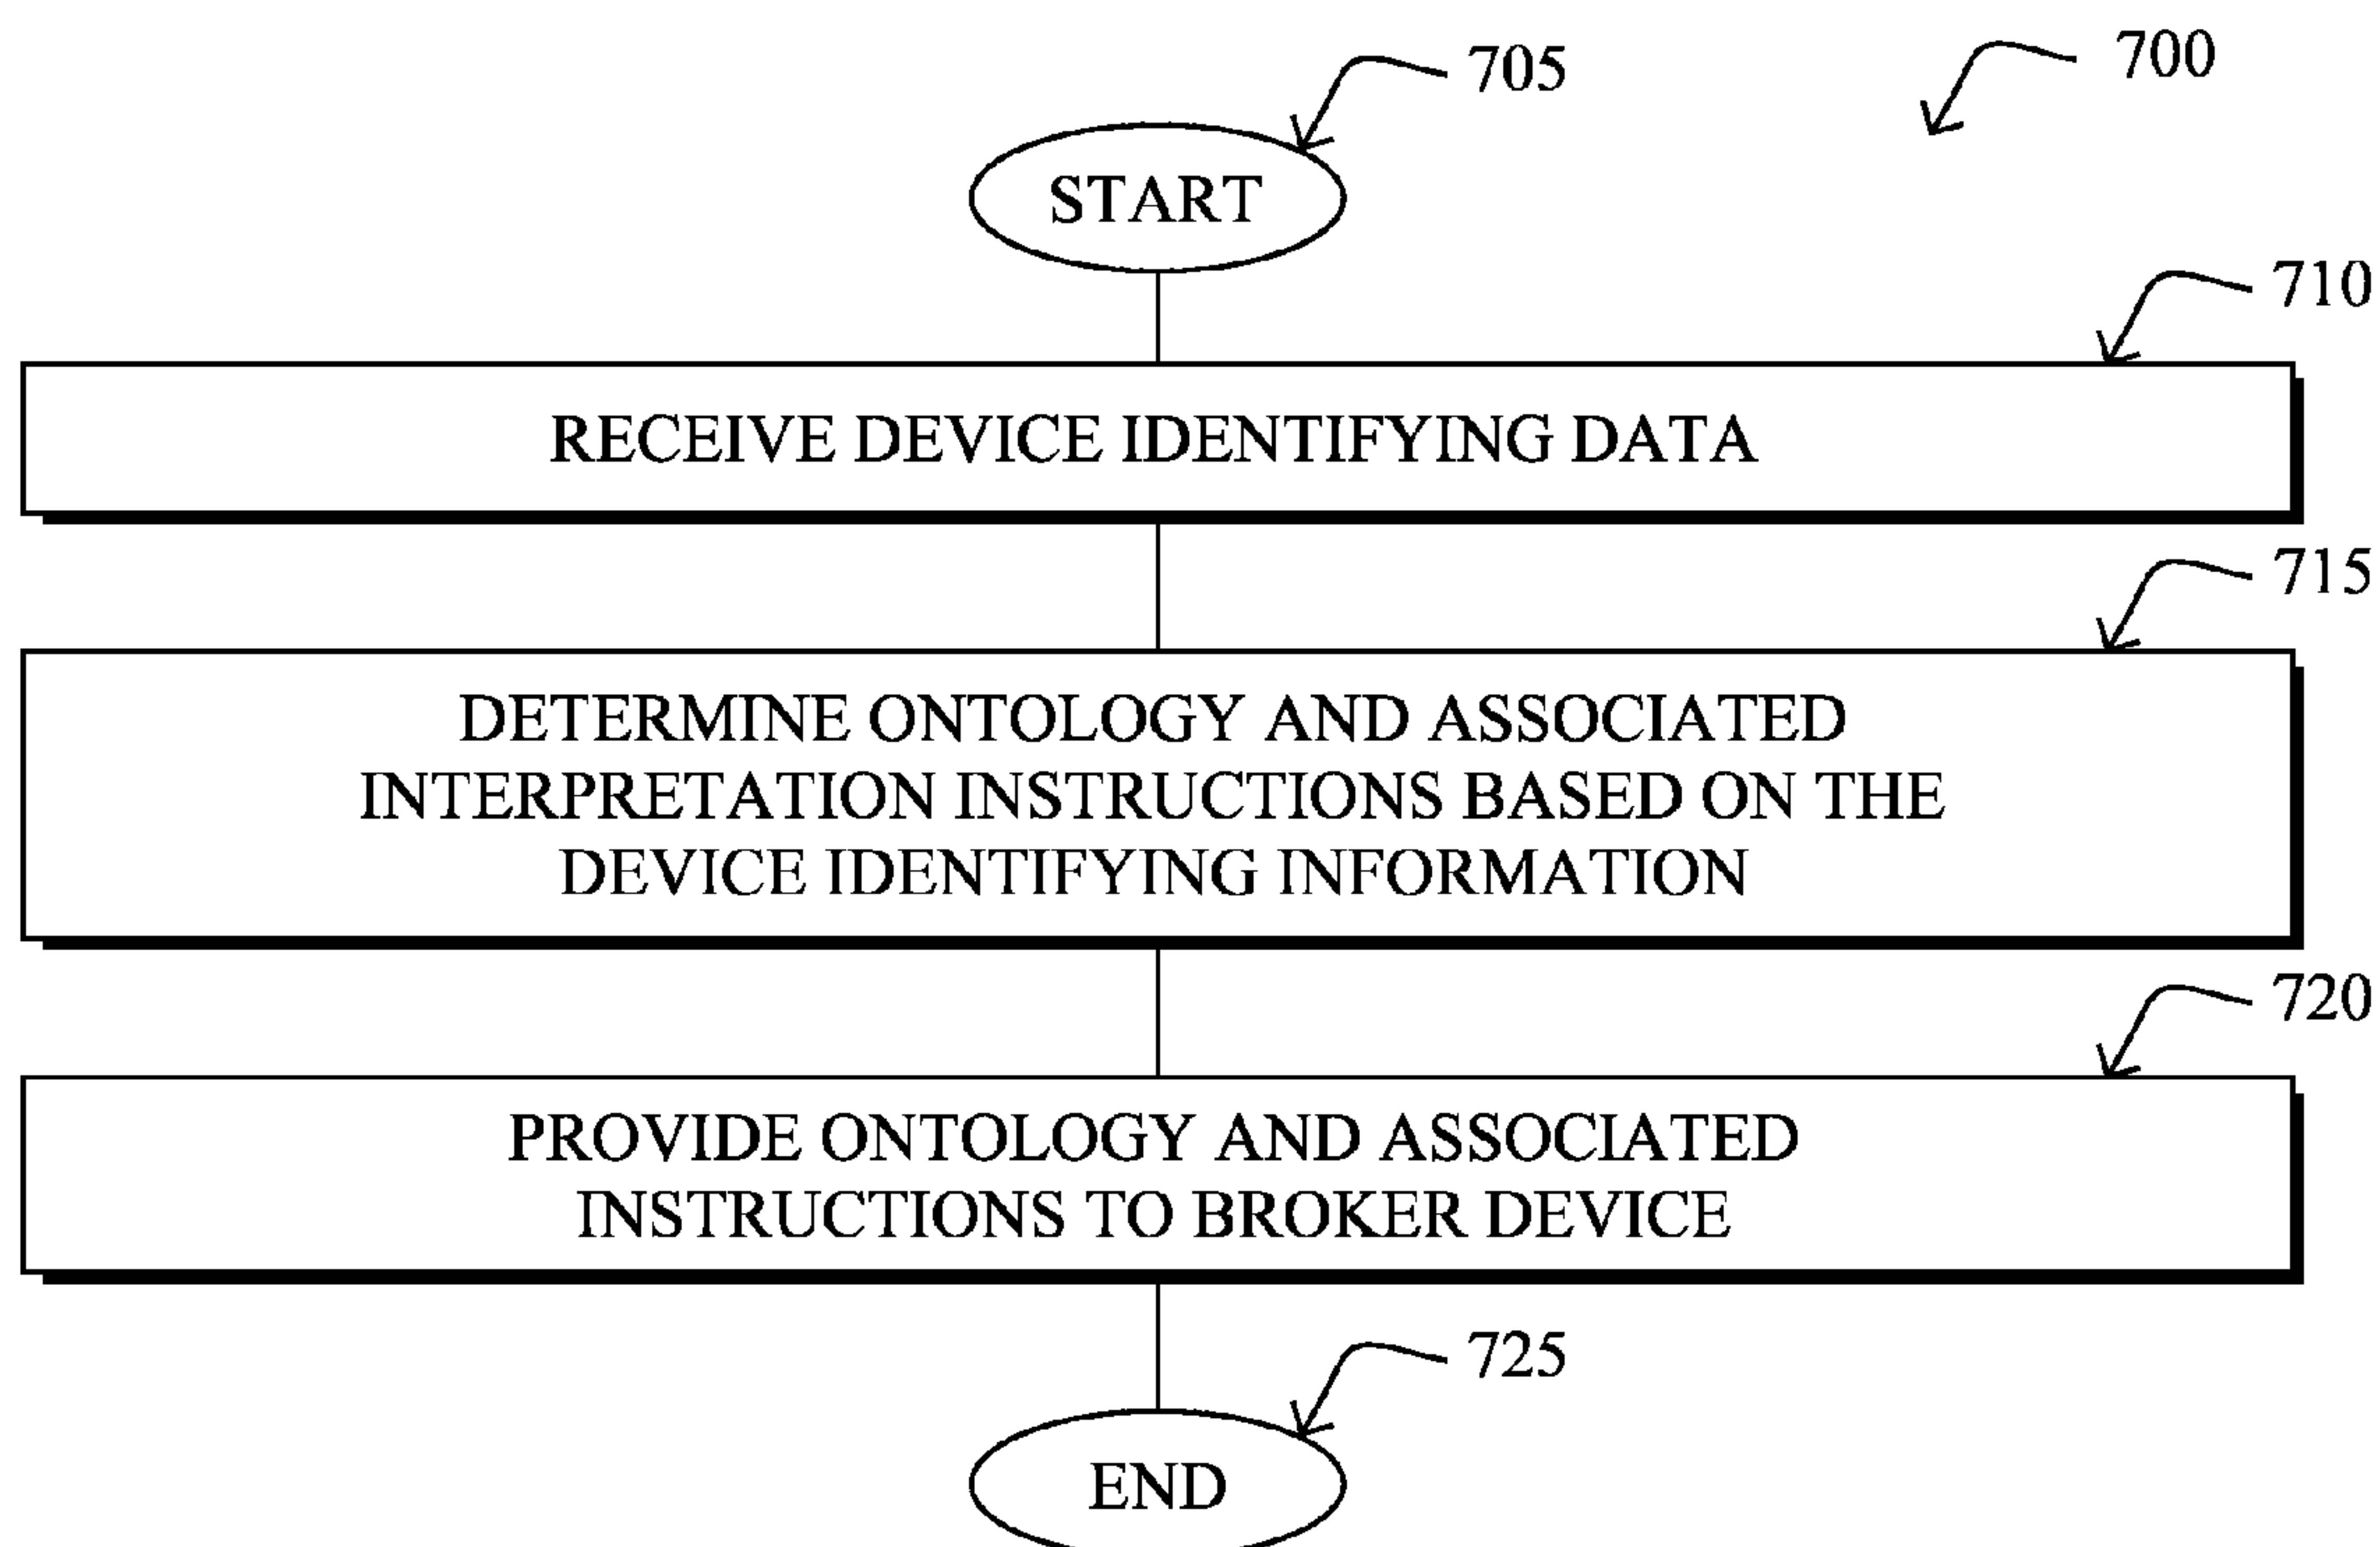 700
705
START
710
RECEIVE DEVICE IDENTIFYING DATA
715
DETERMINE ONTOLOGY AND ASSOCIATED
INTERPRETATION INSTRUCTIONS BASED ON THE
DEVICE IDENTIFYING INFORMATION
720
PROVIDE ONTOLOGY AND ASSOCIATED
INSTRUCTIONS TO BROKER DEVICE
725
END